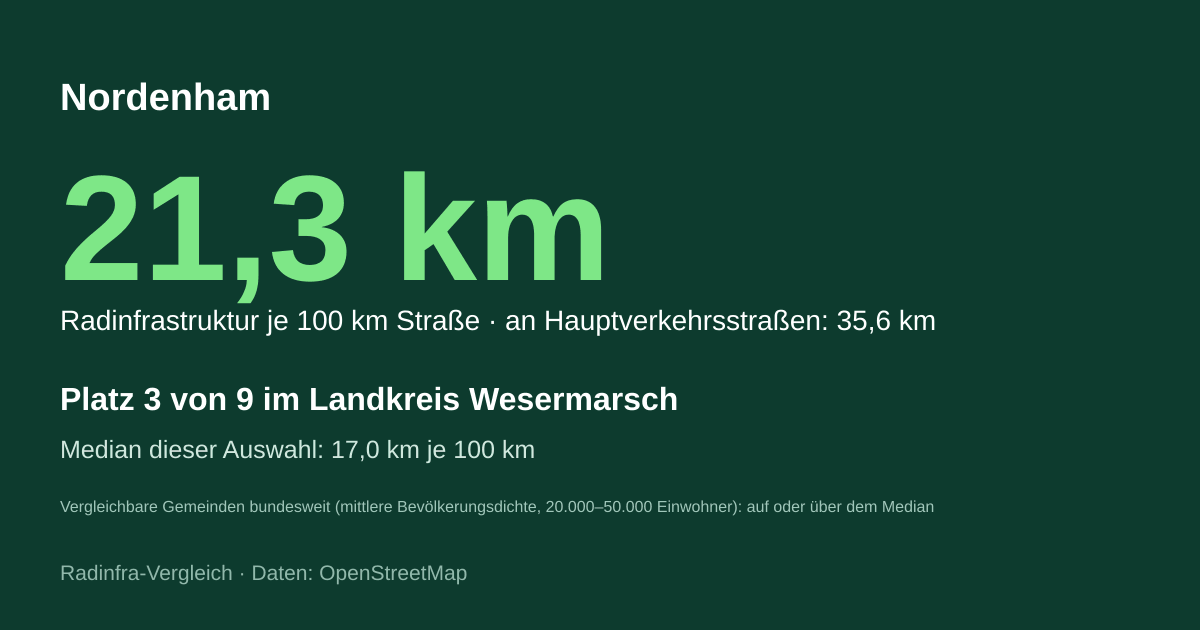 Nordenham
21,3 km
Radinfrastruktur je 100 km Straße · an Hauptverkehrsstraßen: 35,6 km
Platz 3 von 9 im Landkreis Wesermarsch
Median dieser Auswahl: 17,0 km je 100 km
Vergleichbare Gemeinden bundesweit (mittlere Bevölkerungsdichte, 20.000–50.000 Einwohner): auf oder über dem Median
Radinfra-Vergleich · Daten: OpenStreetMap